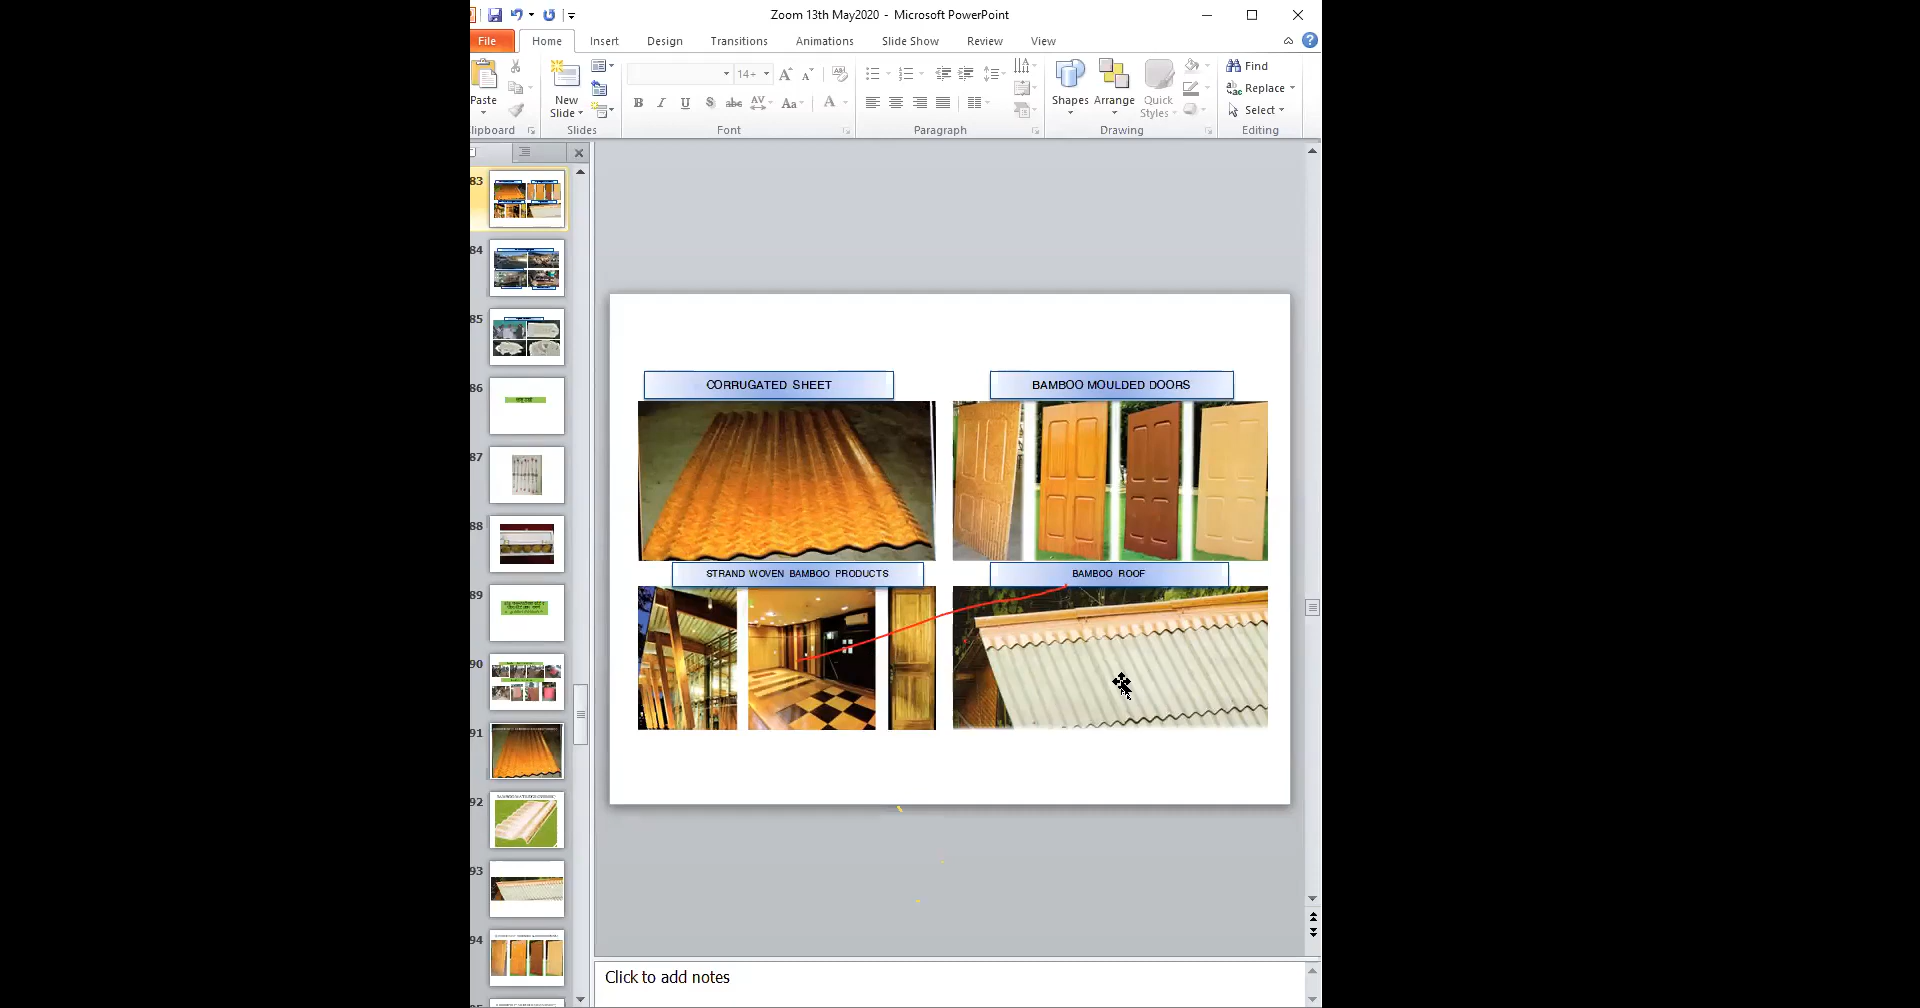 Zoom 13th May2020 - Microsoft PowerPoint
File Home Insert Design Transitions Animations Slide Show Review View
Paste
New
Slide
14+
B I U S abc AV Aa A
Shapes Arrange Quick
Styles
Find
Replace
Select
lipboard Slides Font Paragraph Drawing Editing
83
84
85
86
87
88
89
90
91
92
93
94
CORRUGATED SHEET
BAMBOO MOULDED DOORS
STRAND WOVEN BAMBOO PRODUCTS
BAMBOO ROOF
Click to add notes